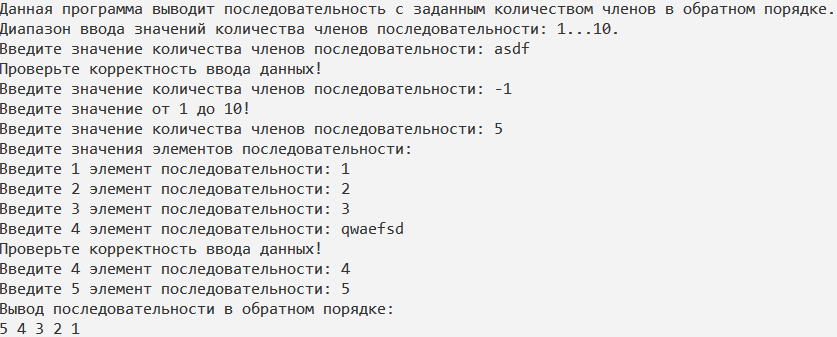 Данная программа выводит последовательность с заданным количеством членов в обратном порядке.
Диапазон ввода значений количества членов последовательности: 1...10.
Введите значение количества членов последовательности: asdf
Проверьте корректность ввода данных!
Введите значение количества членов последовательности: -1
Введите значение от 1 до 10!
Введите значение количества членов последовательности: 5
Введите значения элементов последовательности:
Введите 1 элемент последовательности: 1
Введите 2 элемент последовательности: 2
Введите 3 элемент последовательности: 3
Введите 4 элемент последовательности: qwaefsd
Проверьте корректность ввода данных!
Введите 4 элемент последовательности: 4
Введите 5 элемент последовательности: 5
Вывод последовательности в обратном порядке:
5 4 3 2 1